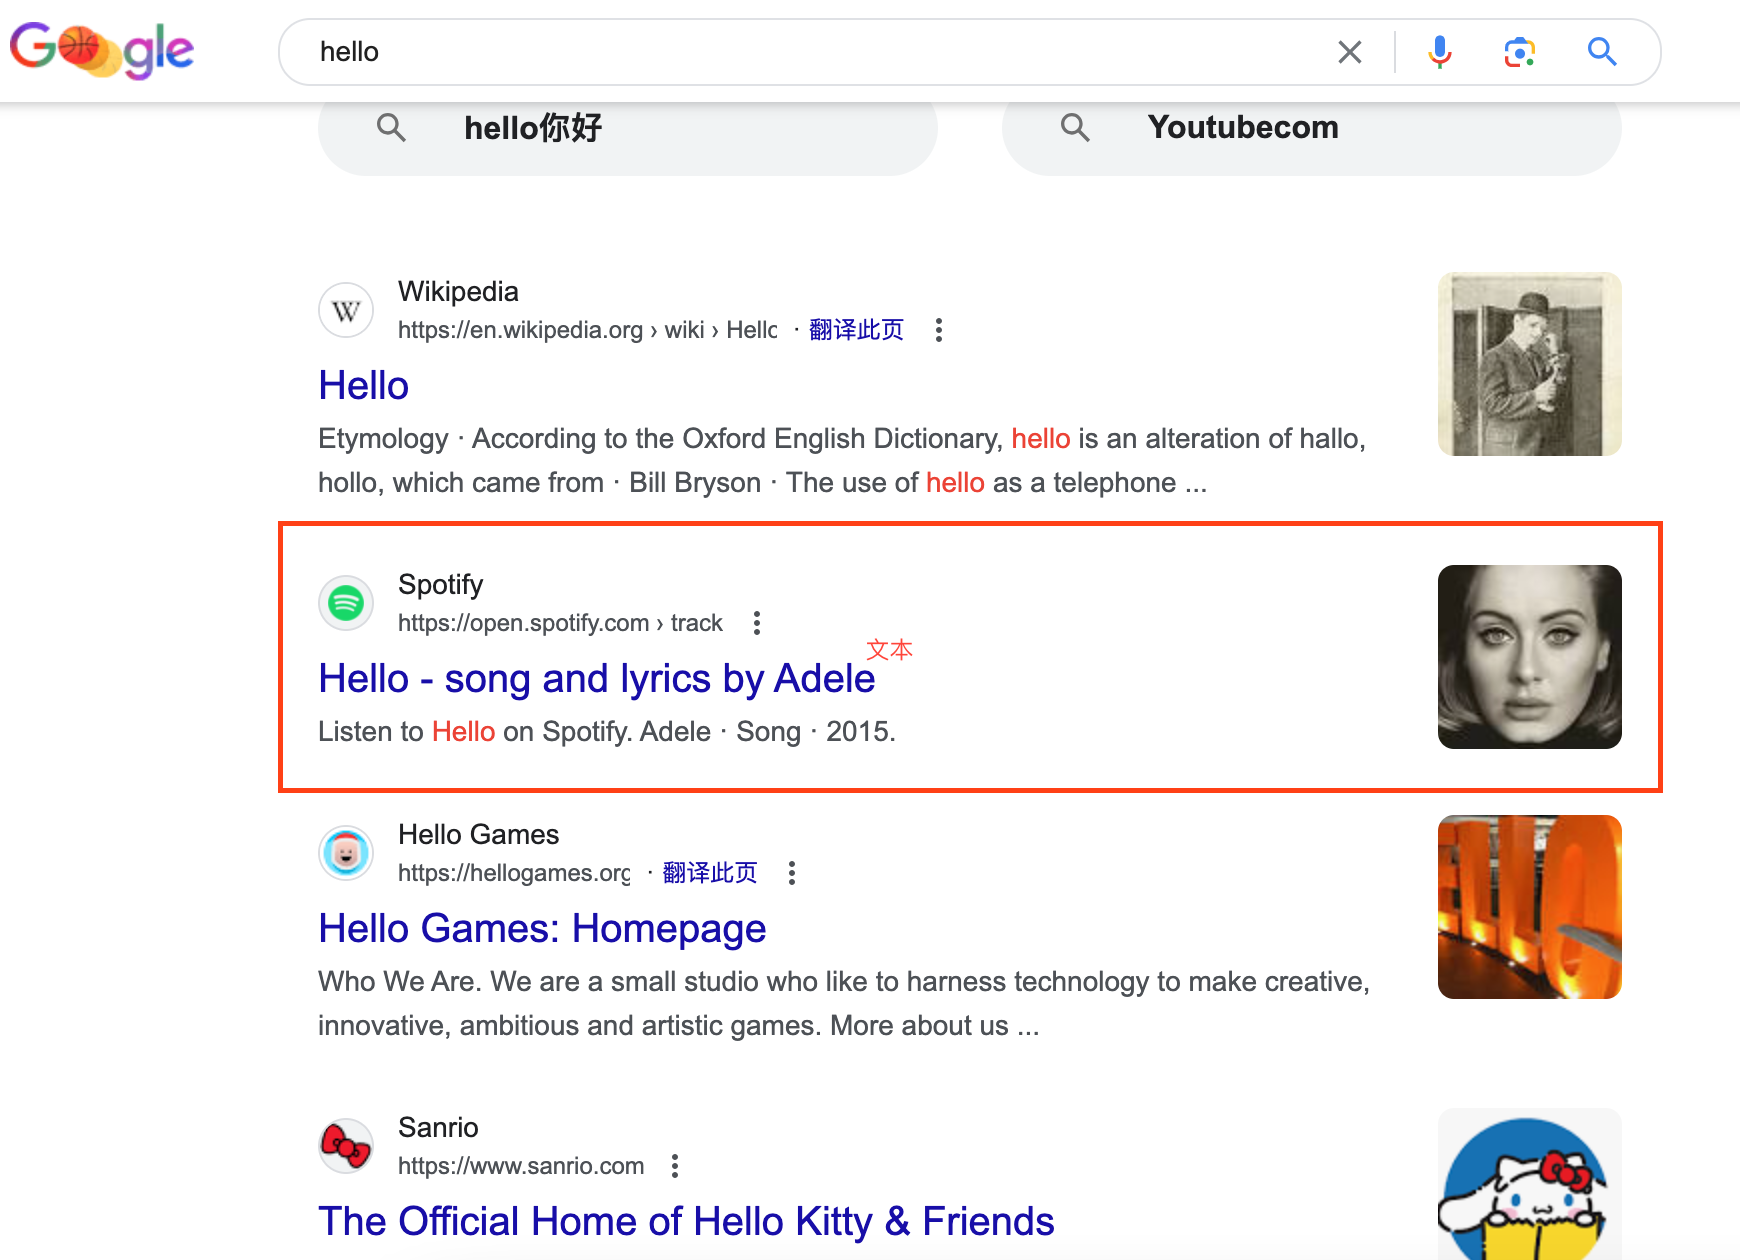 Google
hello
hello你好
Youtubecom
Wikipedia
https://en.wikipedia.org › wiki › Hello · 翻译此页
Hello
Etymology · According to the Oxford English Dictionary, hello is an alteration of hallo,
hollo, which came from · Bill Bryson · The use of hello as a telephone ...
Spotify
https://open.spotify.com › track
文本
Hello - song and lyrics by Adele
Listen to Hello on Spotify. Adele · Song · 2015.
Hello Games
https://hellogames.org · 翻译此页
Hello Games: Homepage
Who We Are. We are a small studio who like to harness technology to make creative,
innovative, ambitious and artistic games. More about us ...
Sanrio
https://www.sanrio.com
The Official Home of Hello Kitty & Friends